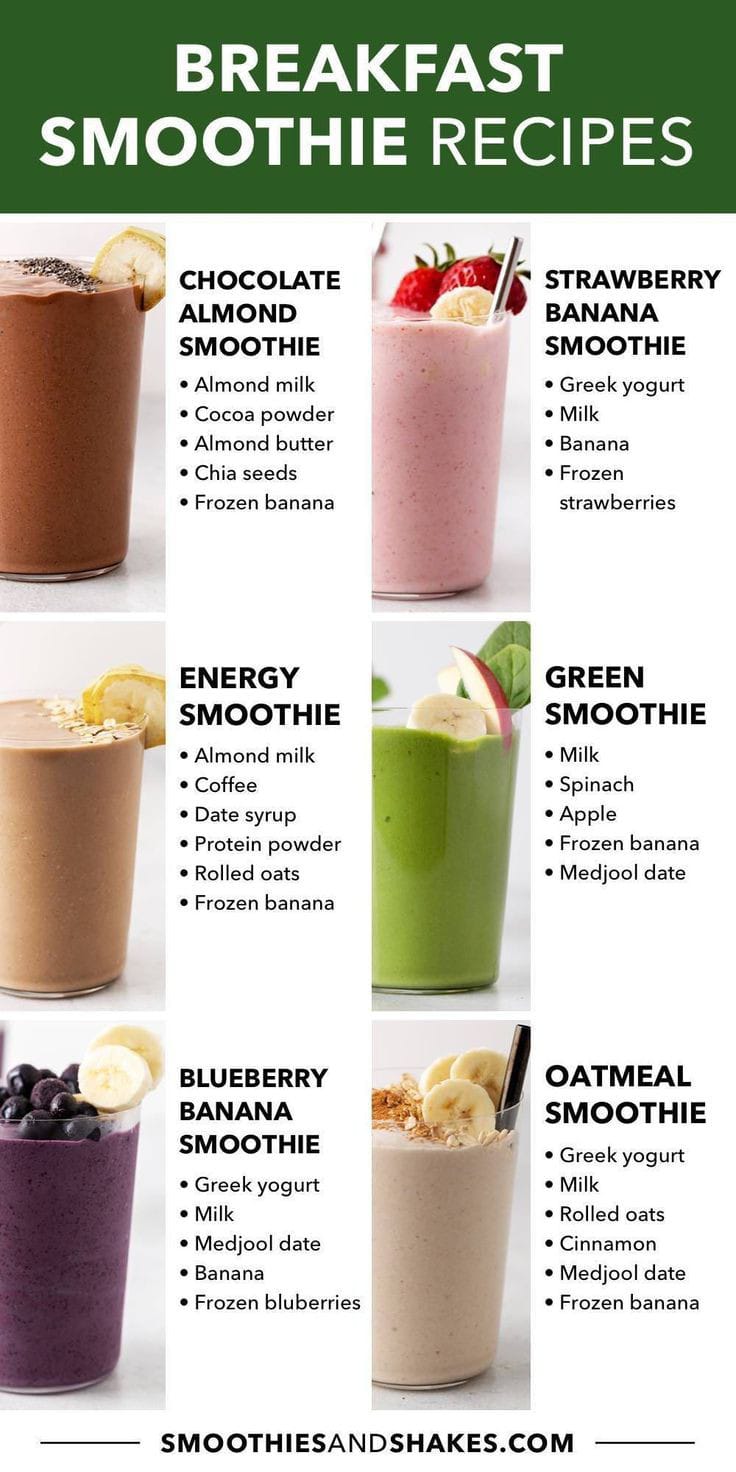 BREAKFAST
SMOOTHIE RECIPES
CHOCOLATE
ALMOND
SMOOTHIE
• Almond milk
• Cocoa powder
• Almond butter
• Chia seeds
• Frozen banana
STRAWBERRY
BANANA
SMOOTHIE
• Greek yogurt
• Milk
• Banana
• Frozen
strawberries
ENERGY
SMOOTHIE
• Almond milk
• Coffee
• Date syrup
• Protein powder
• Rolled oats
• Frozen banana
GREEN
SMOOTHIE
• Milk
• Spinach
• Apple
• Frozen banana
• Medjool date
BLUEBERRY
BANANA
SMOOTHIE
• Greek yogurt
• Milk
• Medjool date
• Banana
• Frozen bluberries
OATMEAL
SMOOTHIE
• Greek yogurt
• Milk
• Rolled oats
• Cinnamon
• Medjool date
• Frozen banana
SMOOTHIESANDSHAKES.COM